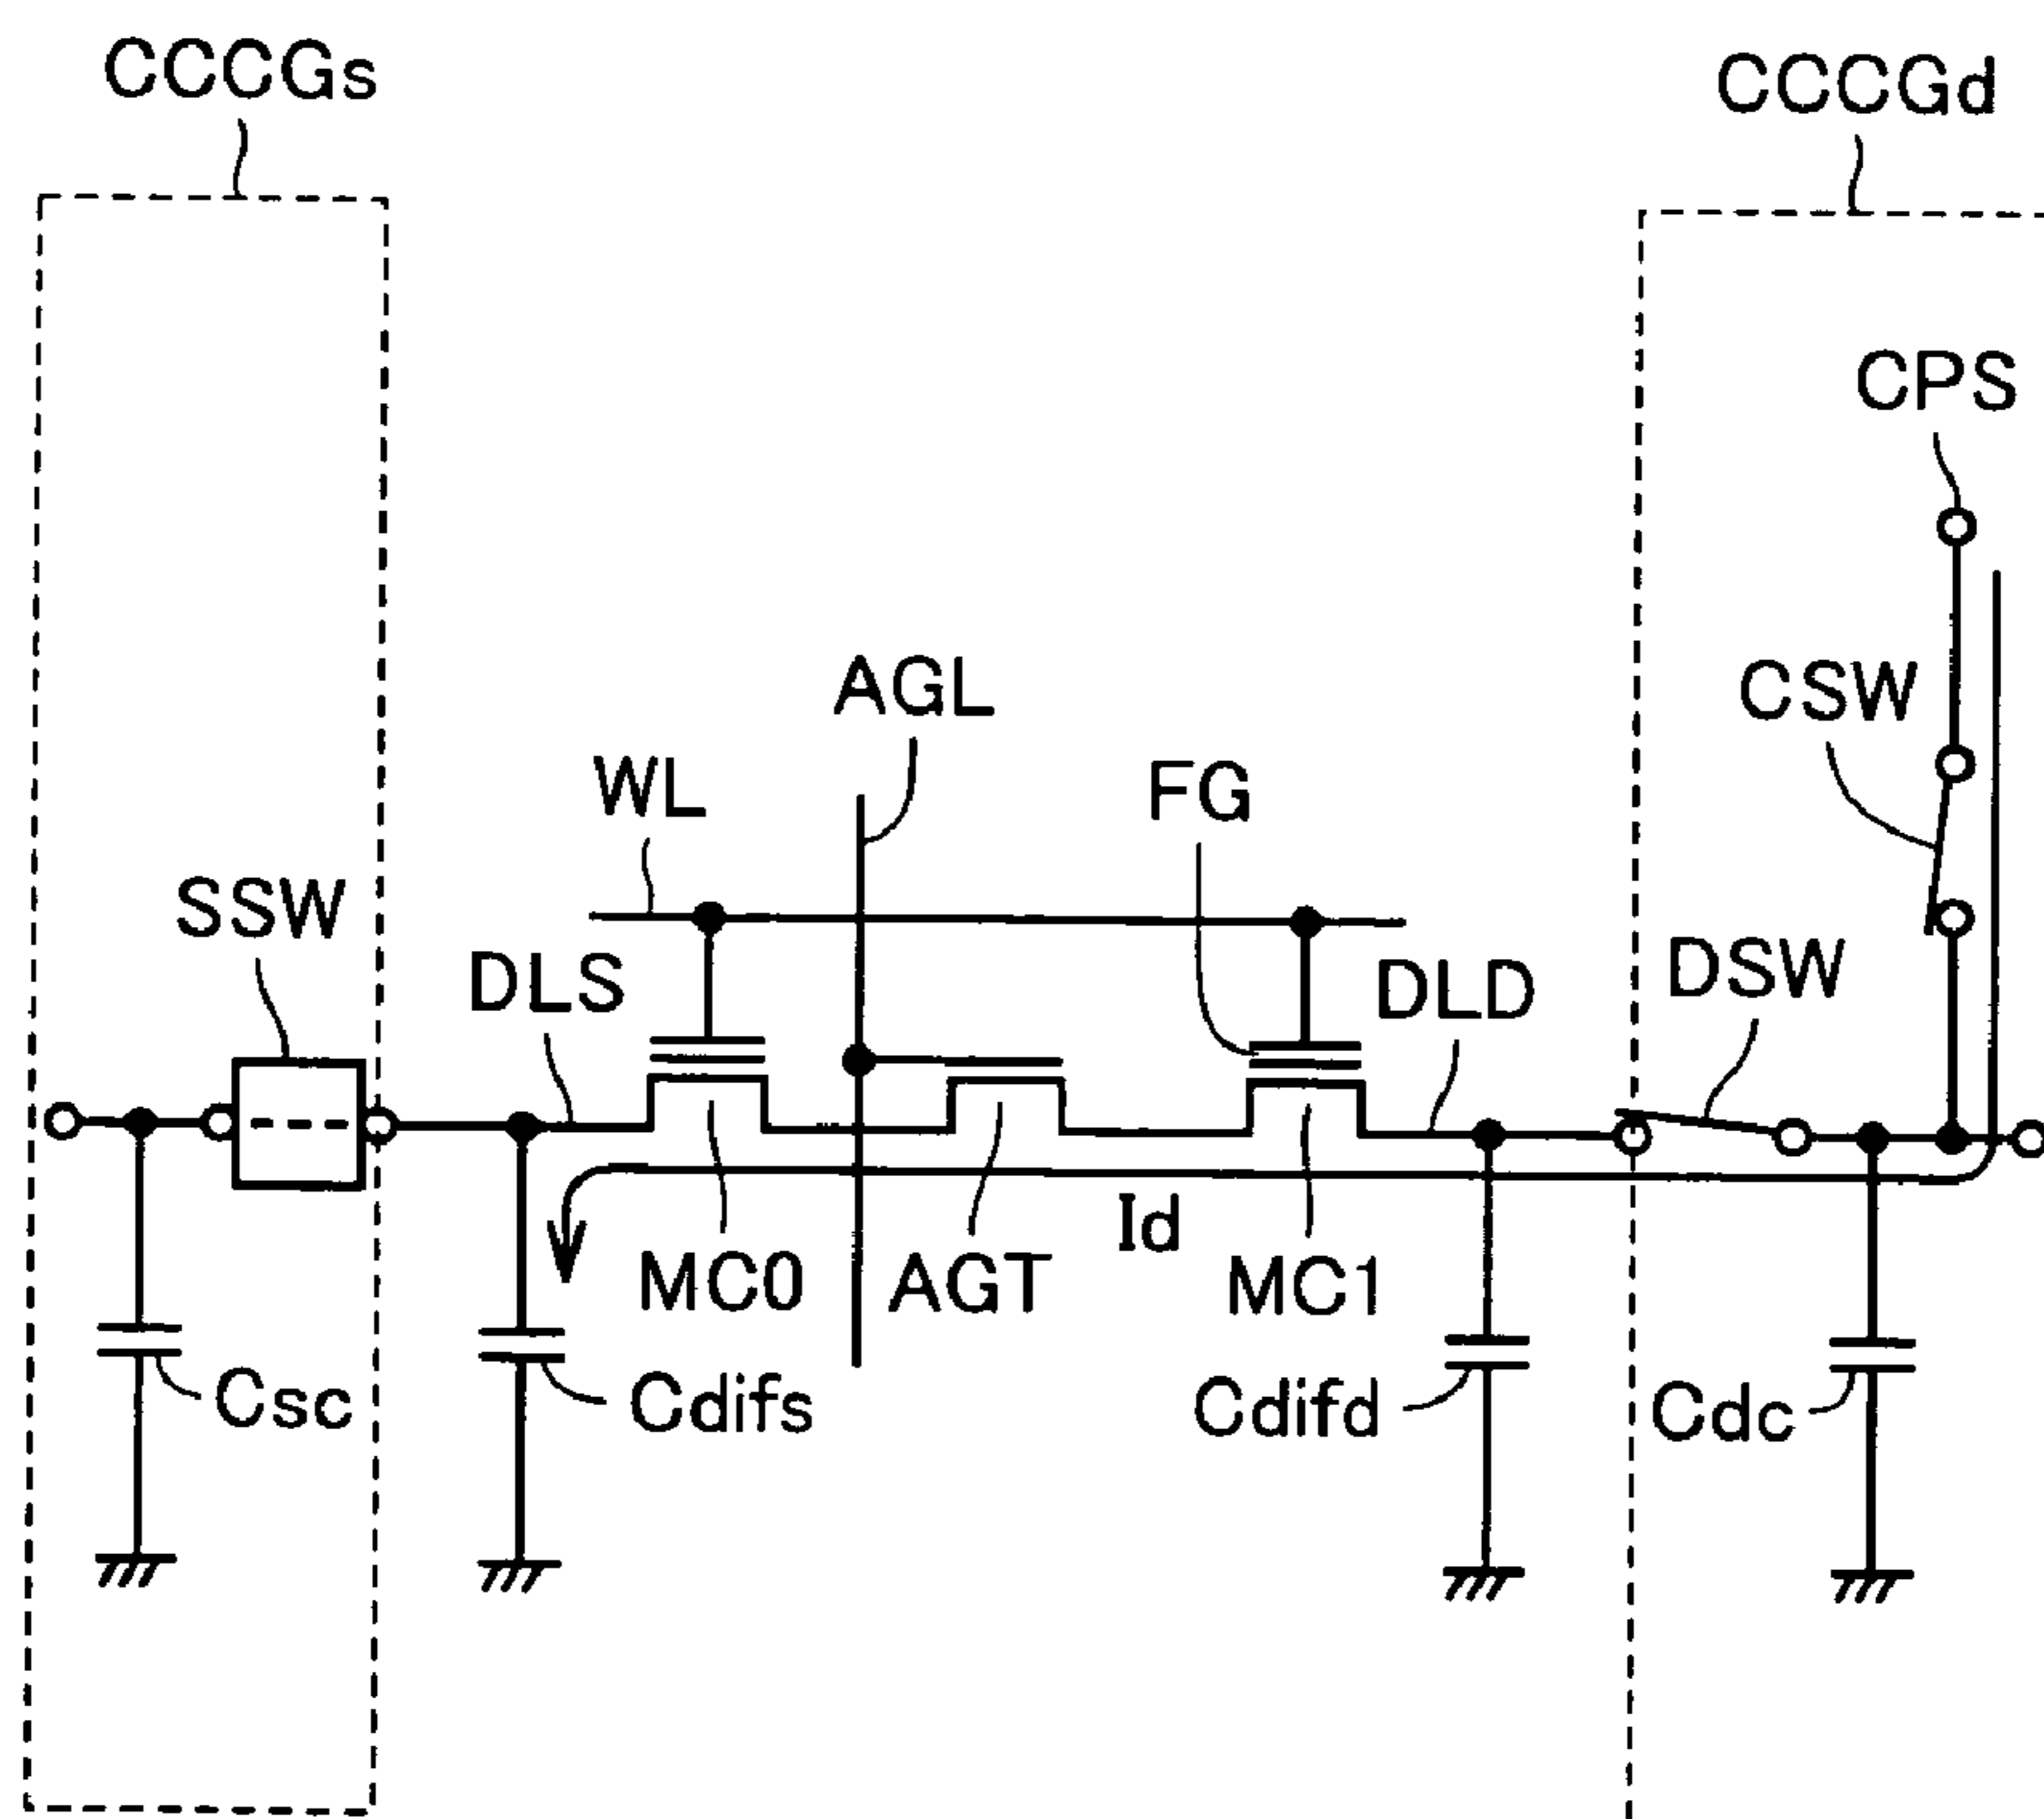 CCCGs
CCCGd
CPS
AGL
CSW
WL
FG
SSW
DLS
DLD
DSW
Id
MC0
AGT
MC1
Csc
Cdifs
Cdifd
Cdc